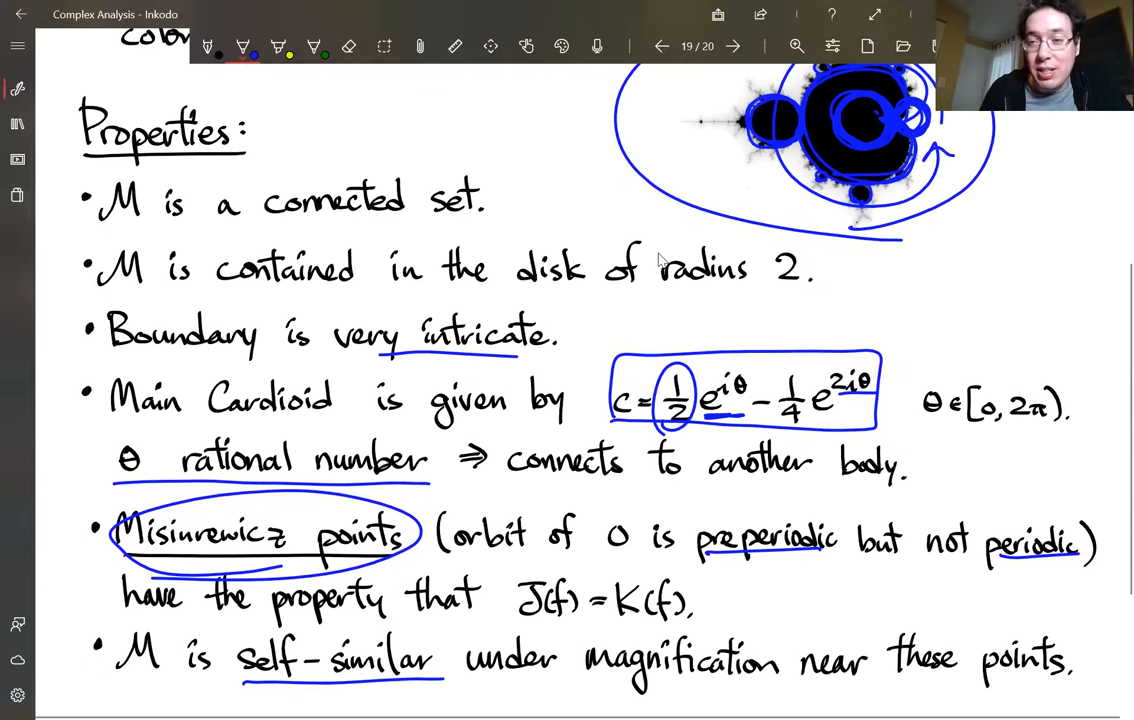 Complex Analysis - Inkodo
19 / 20
Properties:
• M is a connected set.
• M is contained in the disk of radius 2.
• Boundary is very intricate.
• Main Cardioid is given by c = 1/2 e^{iθ} - 1/4 e^{2iθ} θ ∈ [0, 2π).
θ rational number ⇒ connects to another body.
• Misiurewicz points (orbit of 0 is preperiodic but not periodic)
have the property that J(f) = K(f).
• M is self-similar under magnification near these points.